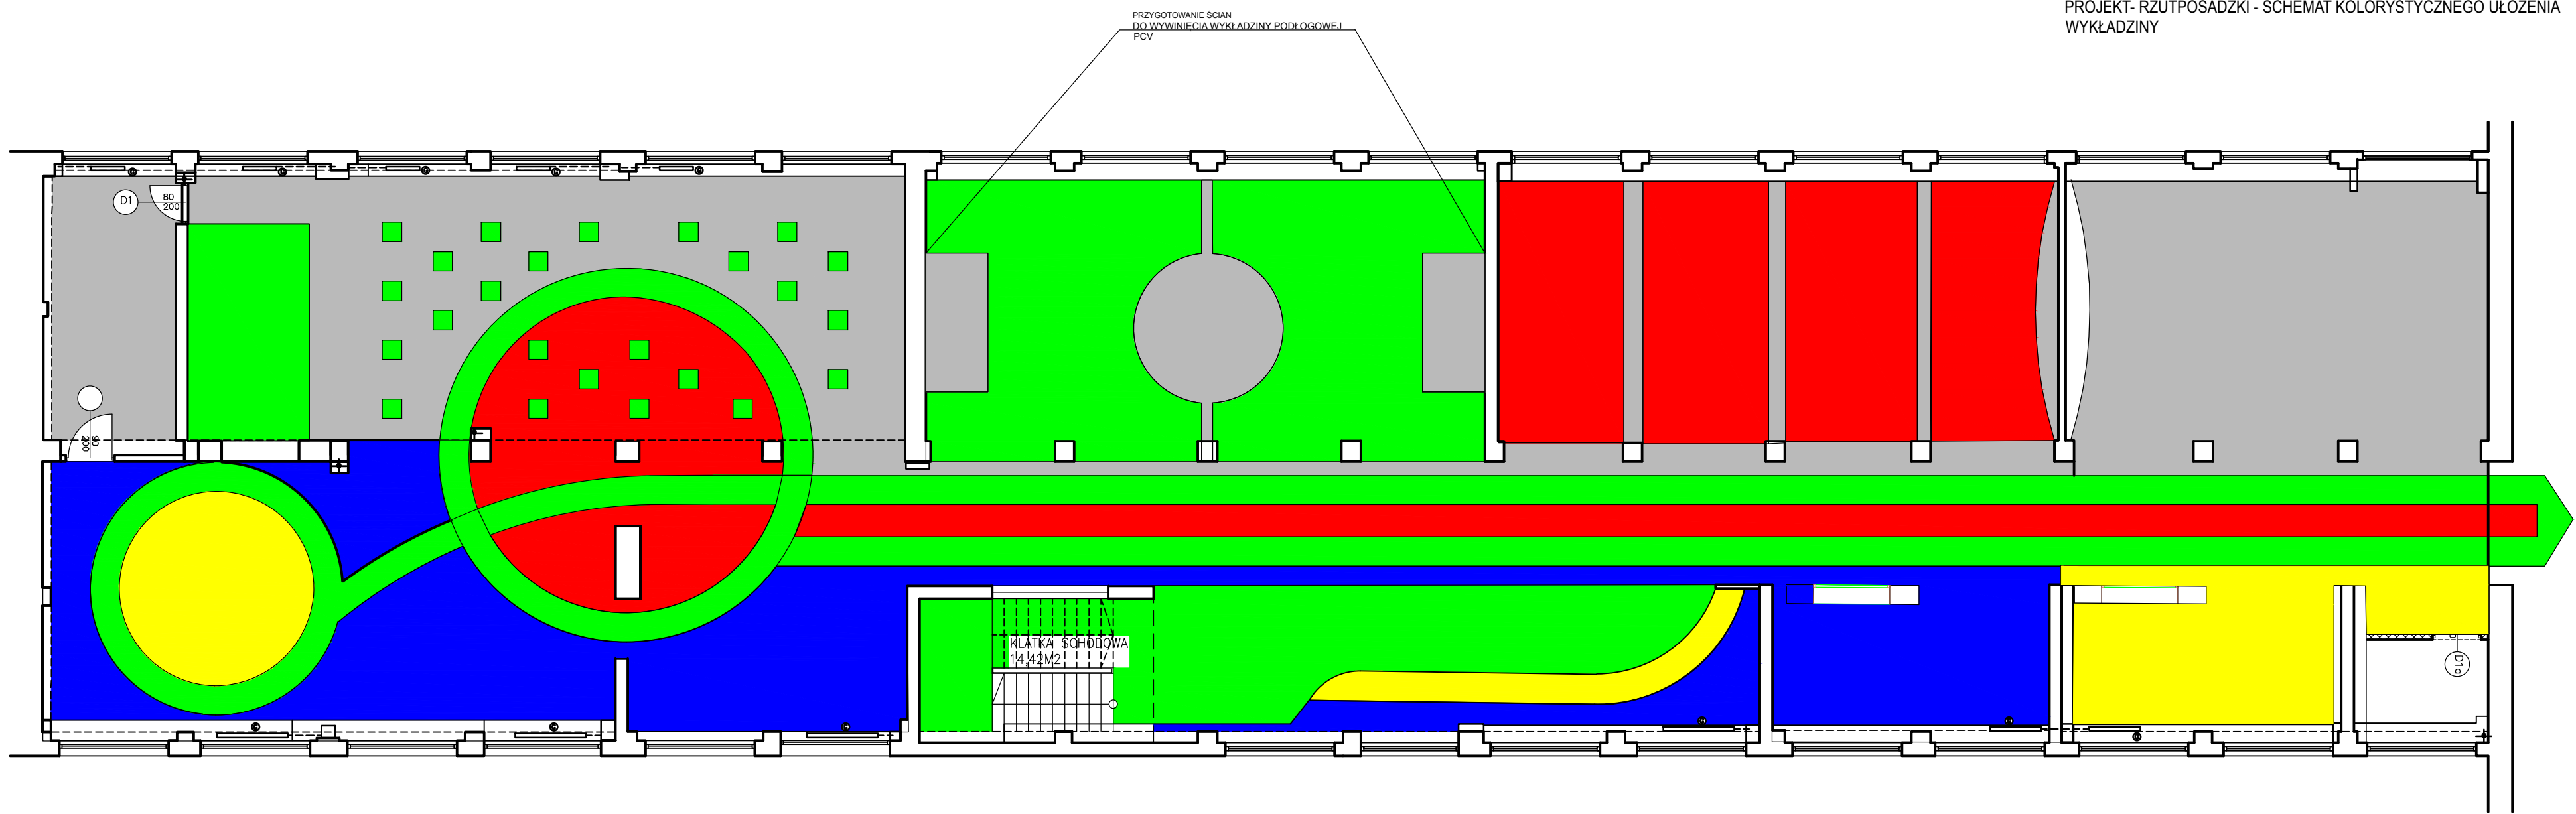 PRZYGOTOWANIE ŚCIAN
DO WYWINIĘCIA WYKŁADZINY PODŁOGOWEJ
PCV
PROJEKT- RZUTPOSADZKI - SCHEMAT KOLORYSTYCZNEGO UŁOŻENIA
WYKŁADZINY
D1
80
200
90
200
KLATKA SCHODOWA
14,42M2
D1a